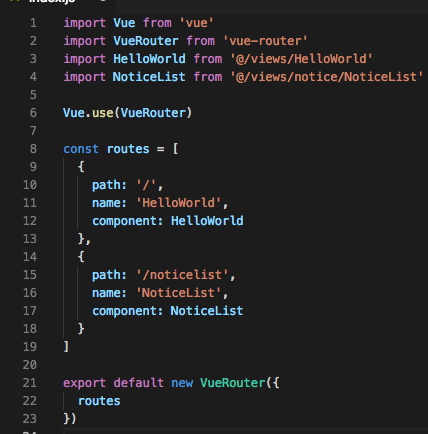 index.js
1 import Vue from 'vue'
2 import VueRouter from 'vue-router'
3 import HelloWorld from '@/views/HelloWorld'
4 import NoticeList from '@/views/notice/NoticeList'
5
6 Vue.use(VueRouter)
7
8 const routes = [
9 {
10 path: '/',
11 name: 'HelloWorld',
12 component: HelloWorld
13 },
14 {
15 path: '/noticelist',
16 name: 'NoticeList',
17 component: NoticeList
18 }
19 ]
20
21 export default new VueRouter({
22 routes
23 })
24